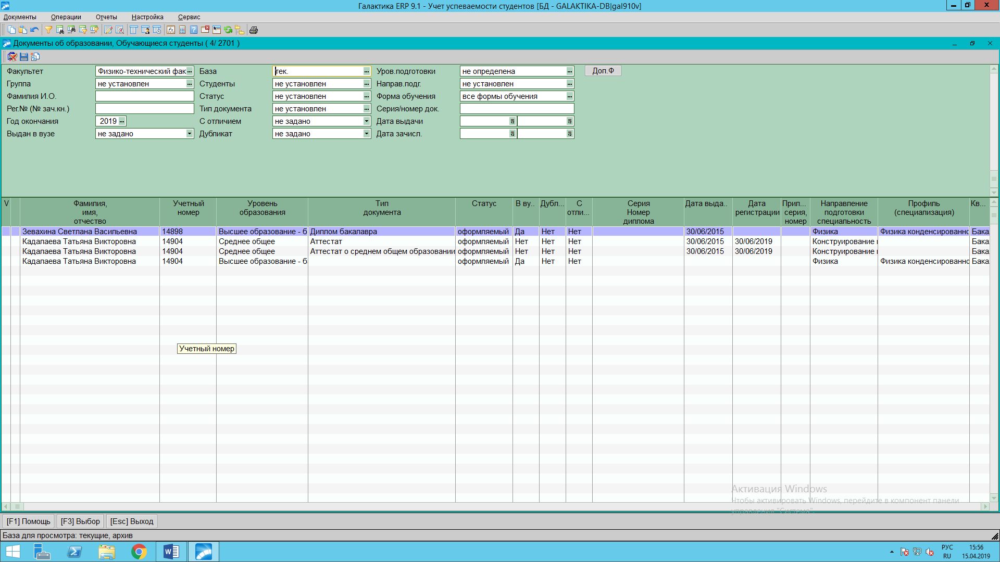 Галактика ERP 9.1 - Учет успеваемости студентов [БД - GALAKTIKA-DB|gal910v]
Документы Операции Отчеты Настройка Сервис
Документы об образовании, Обучающиеся студенты ( 4/ 2701 )
Факультет Физико-технический фак База тек. Уров.подготовки не определена Доп.Ф
Группа не установлен Студенты не установлен Направ.подг. не установлен
Фамилия И.О. Статус не установлен Форма обучения все формы обучения
Рег.№ (№ зач.кн.) Тип документа не установлен Серия/номер док.
Год окончания 2019 С отличием не задано Дата выдачи
Выдан в вузе не задано Дубликат не задано Дата зачисл.
V Фамилия, Учетный Уровень Тип Статус В ву.. Дубл... С Серия Дата выда.. Дата Прил... Направление Профиль Кв...
имя, номер образования документа отли... Номер регистрации серия, подготовки (специализация)
отчество диплома номер специальность
Зевахина Светлана Васильевна 14898 Высшее образование - б Диплом бакалавра оформляемый Да Нет Нет 30/06/2015 Физика Физика конденсированно Бака
Кадалаева Татьяна Викторовна 14904 Среднее общее Аттестат оформляемый Нет Нет Нет 30/06/2015 30/06/2019 Конструирование Бака
Кадалаева Татьяна Викторовна 14904 Среднее общее Аттестат о среднем общем образовании оформляемый Нет Нет Нет 30/06/2015 30/06/2019 Конструирование Бака
Кадалаева Татьяна Викторовна 14904 Высшее образование - б оформляемый Да Нет Нет Физика Физика конденсированно Бака
Учетный номер
Активация Windows
Чтобы активировать Windows, перейдите в компонент панели
управления "Система".
[F1] Помощь [F3] Выбор [Esc] Выход
База для просмотра: текущие, архив
РУС 15:56
RU 15.04.2019